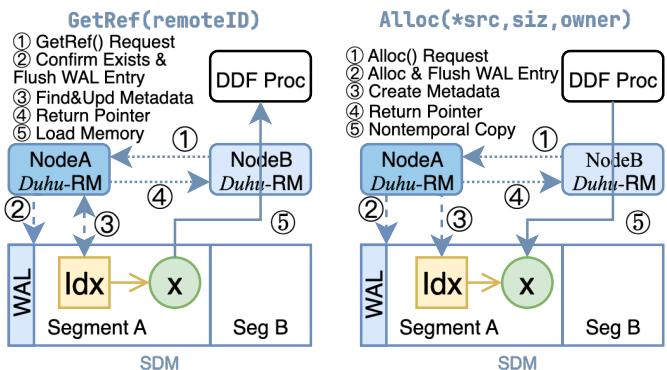 GetRef(remoteID)
① GetRef() Request
② Confirm Exists &
Flush WAL Entry
③ Find&Upd Metadata
④ Return Pointer
⑤ Load Memory
DDF Proc
①
NodeA
Duhu-RM
NodeB
Duhu-RM
④
②
③
⑤
WAL
Idx
x
Segment A
Seg B
SDM
Alloc(*src,siz,owner)
① Alloc() Request
② Alloc & Flush WAL Entry
③ Create Metadata
④ Return Pointer
⑤ Nontemporal Copy
DDF Proc
①
NodeA
Duhu-RM
NodeB
Duhu-RM
④
②
③
⑤
WAL
Idx
x
Segment A
Seg B
SDM